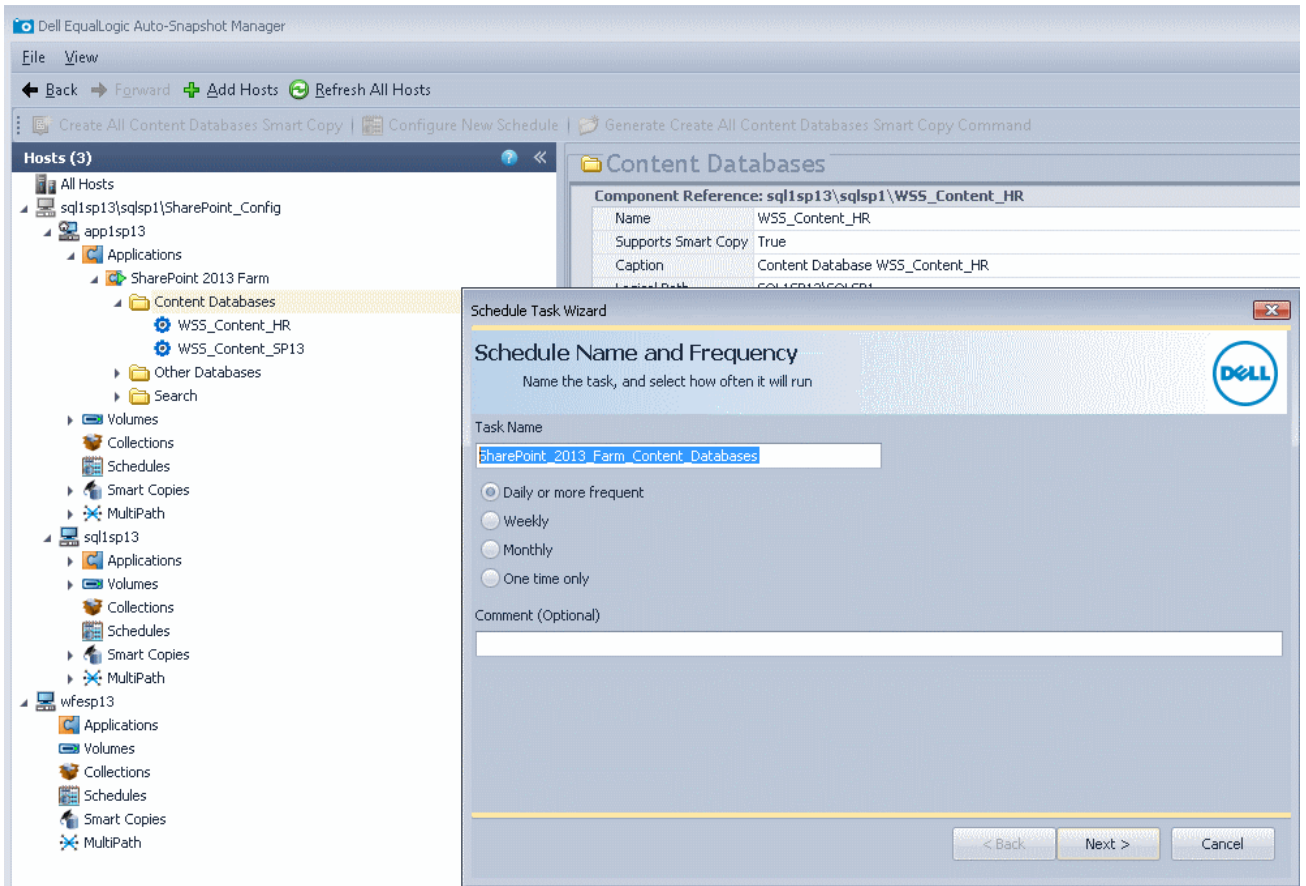 Dell EqualLogic Auto-Snapshot Manager
File View
Back Forward Add Hosts Refresh All Hosts
Create All Content Databases Smart Copy | Configure New Schedule | Generate Create All Content Databases Smart Copy Command
Hosts (3)
All Hosts
sql1sp13\sqlsp1\SharePoint_Config
app1sp13
Applications
SharePoint 2013 Farm
Content Databases
WSS_Content_HR
WSS_Content_SP13
Other Databases
Search
Volumes
Collections
Schedules
Smart Copies
MultiPath
sql1sp13
Applications
Volumes
Collections
Schedules
Smart Copies
MultiPath
wfesp13
Applications
Volumes
Collections
Schedules
Smart Copies
MultiPath
Content Databases
Component Reference: sql1sp13\sqlsp1\WSS_Content_HR
Name WSS_Content_HR
Supports Smart Copy True
Caption Content Database WSS_Content_HR
Logical Path SQL1SP13\SQLSP1
Schedule Task Wizard
Schedule Name and Frequency
Name the task, and select how often it will run
DELL
Task Name
SharePoint_2013_Farm_Content_Databases
Daily or more frequent
Weekly
Monthly
One time only
Comment (Optional)
< Back Next > Cancel